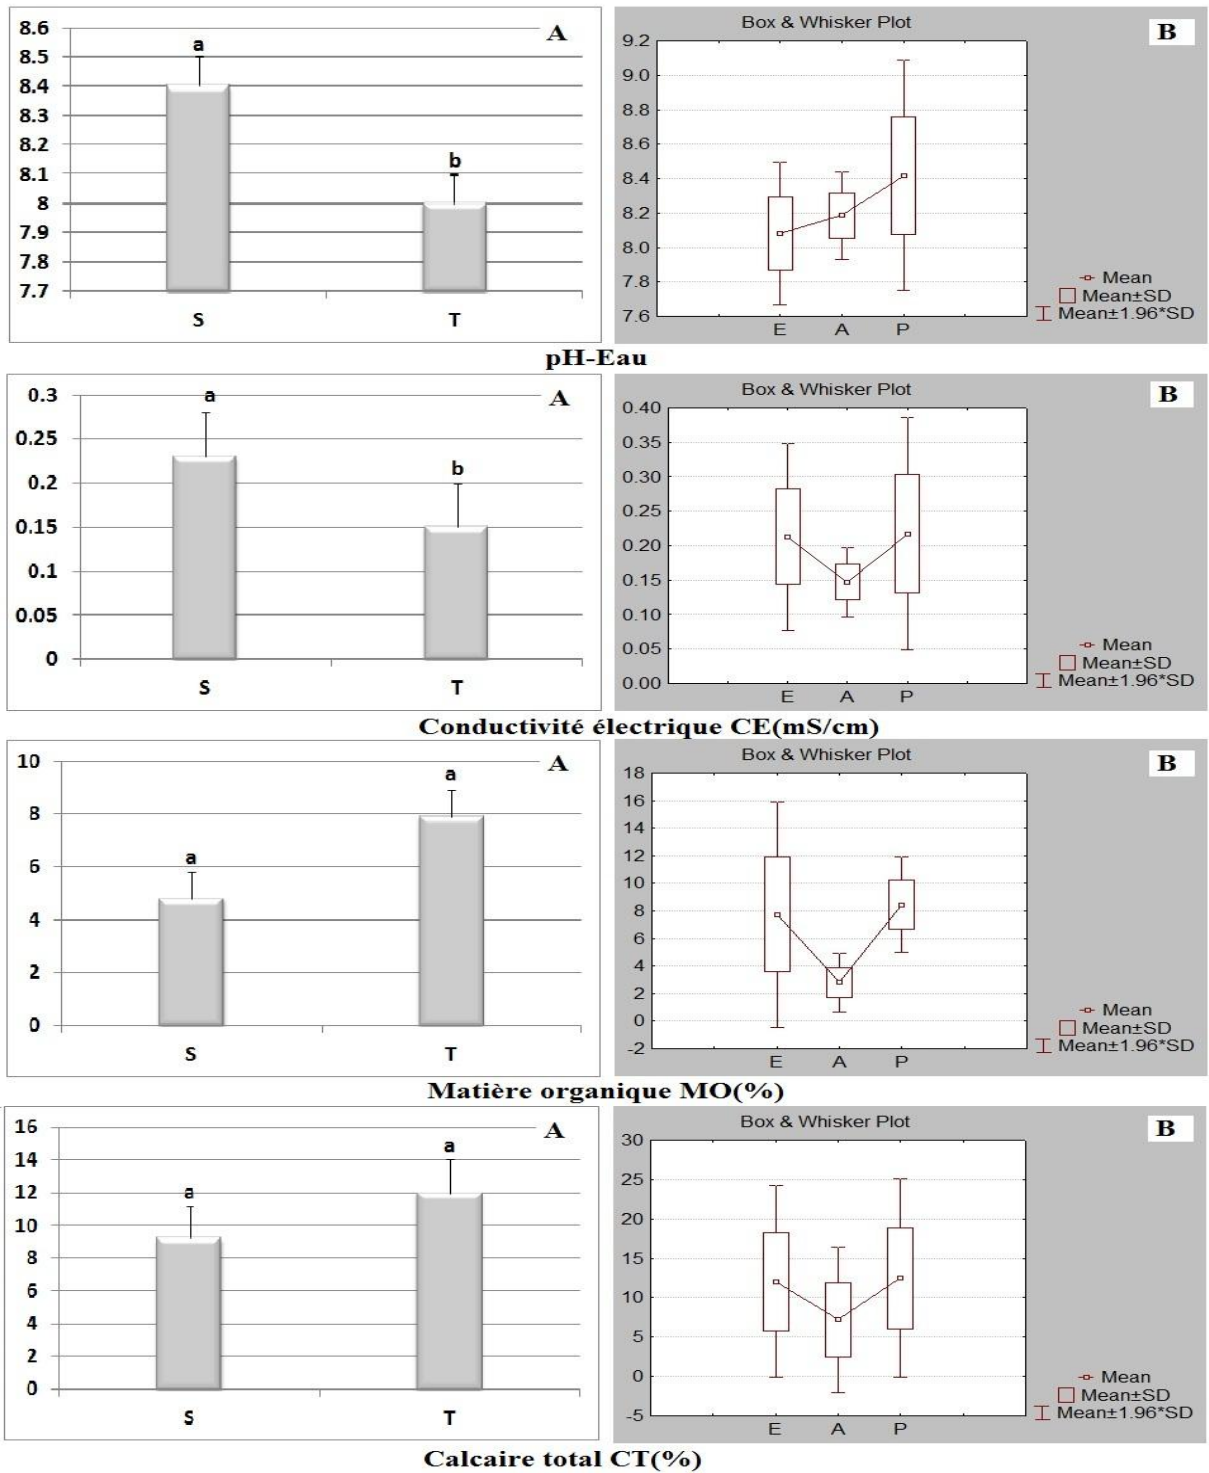 A
8.6
8.5
8.4
8.3
8.2
8.1
8
7.9
7.8
7.7
a
b
S T
Box & Whisker Plot
B
9.2
9.0
8.8
8.6
8.4
8.2
8.0
7.8
7.6
E A P
Mean
Mean±SD
Mean±1.96*SD
pH-Eau
A
0.3
0.25
0.2
0.15
0.1
0.05
0
a
b
S T
Box & Whisker Plot
B
0.40
0.35
0.30
0.25
0.20
0.15
0.10
0.05
0.00
E A P
Mean
Mean±SD
Mean±1.96*SD
Conductivité électrique CE(mS/cm)
A
10
8
6
4
2
0
a
a
S T
Box & Whisker Plot
B
18
16
14
12
10
8
6
4
2
0
-2
E A P
Mean
Mean±SD
Mean±1.96*SD
Matière organique MO(%)
A
16
14
12
10
8
6
4
2
0
a
a
S T
Box & Whisker Plot
B
30
25
20
15
10
5
0
-5
E A P
Mean
Mean±SD
Mean±1.96*SD
Calcaire total CT(%)